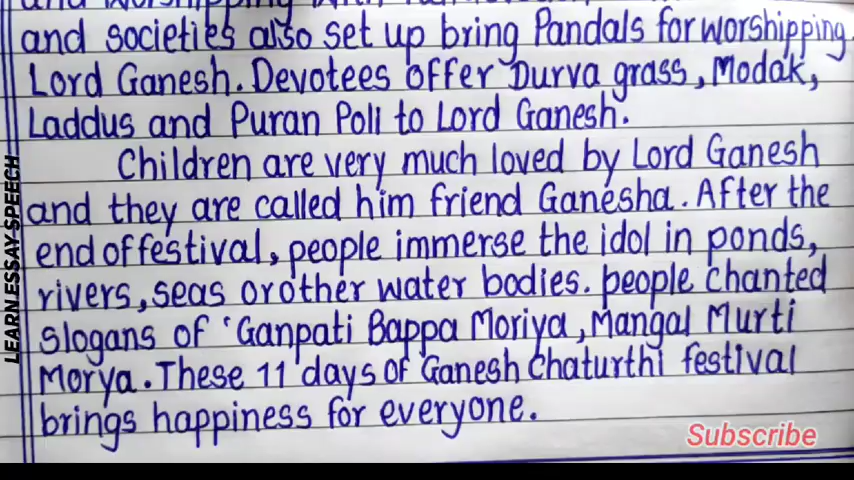 and worshipping with
and societies also set up bring Pandals for worshipping
Lord Ganesh. Devotees offer Durva grass, Modak,
Laddus and Puran Poli to Lord Ganesh.
Children are very much loved by Lord Ganesh
and they are called him friend Ganesha. After the
end of festival, people immerse the idol in ponds,
rivers, seas or other water bodies. people chanted
slogans of 'Ganpati Bappa Moriya, Mangal Murti
Morya. These 11 days of Ganesh Chaturthi festival
brings happiness for everyone.
LEARN ESSAY SPEECH
Subscribe